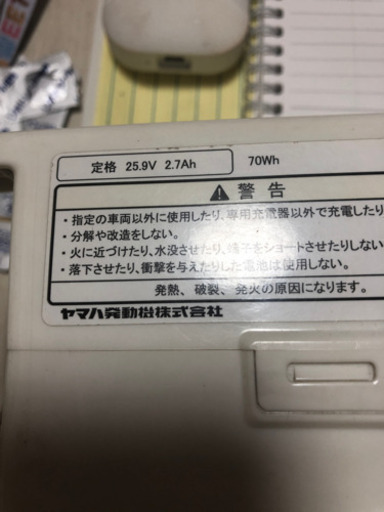 定格 25.9V 2.7Ah
70Wh
警告
・指定の車両以外に使用したり、専用充電器以外で充電したり
・分解や改造をしない。
・火に近づけたり、水没させたり、端子をショートさせたりしない
・落下させたり、衝撃を与えたりした電池は使用しない。
発熱、破裂、発火の原因になります。
ヤマハ発動機株式会社